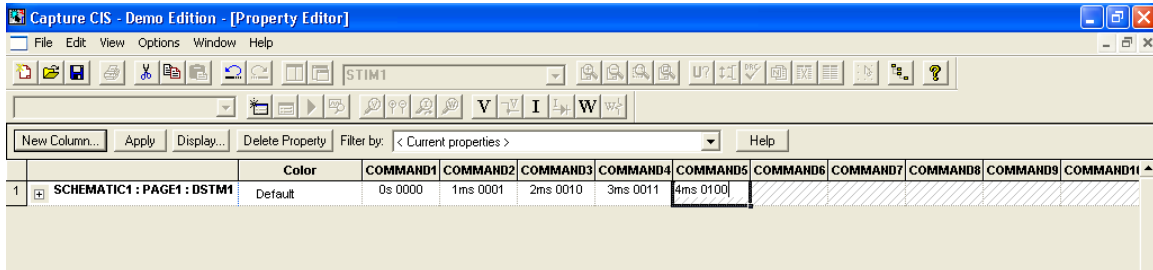 Capture CIS - Demo Edition - [Property Editor]
File Edit View Options Window Help
STIM1 U?
V V I I W W
New Column... Apply Display... Delete Property Filter by: < Current properties > Help
Color COMMAND1 COMMAND2 COMMAND3 COMMAND4 COMMAND5 COMMAND6 COMMAND7 COMMAND8 COMMAND9 COMMAND1
1 SCHEMATIC1 : PAGE1 : DSTM1 Default 0s 0000 1ms 0001 2ms 0010 3ms 0011 4ms 0100